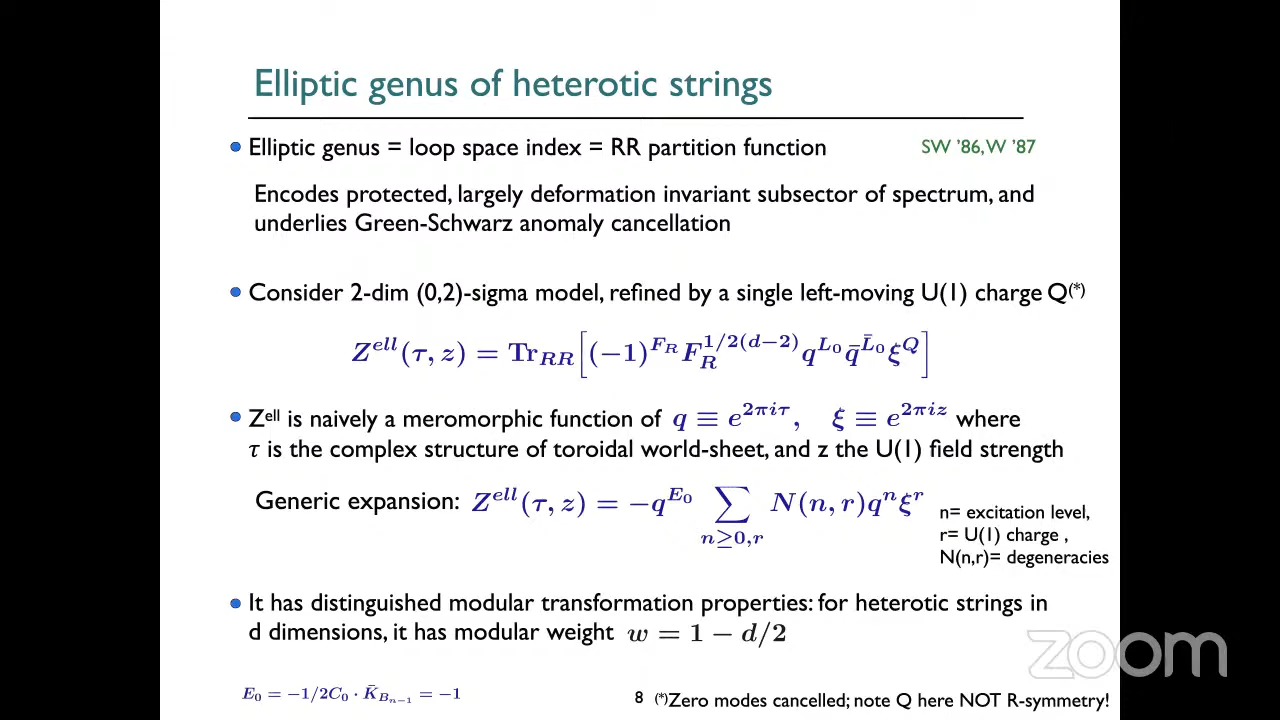 Elliptic genus of heterotic strings
• Elliptic genus = loop space index = RR partition function SW '86,W '87
Encodes protected, largely deformation invariant subsector of spectrum, and
underlies Green-Schwarz anomaly cancellation
• Consider 2-dim (0,2)-sigma model, refined by a single left-moving U(1) charge Q(*)
Z^{ell}(τ, z) = Tr_{RR}[(−1)^{F_R} F_R^{1/2(d−2)} q^{L_0} q̄^{L̄_0} ξ^Q]
• Z^{ell} is naively a meromorphic function of q ≡ e^{2πiτ}, ξ ≡ e^{2πiz} where
τ is the complex structure of toroidal world-sheet, and z the U(1) field strength
Generic expansion: Z^{ell}(τ, z) = −q^{E_0} ∑_{n≥0,r} N(n, r)q^n ξ^r
n= excitation level,
r= U(1) charge ,
N(n,r)= degeneracies
• It has distinguished modular transformation properties: for heterotic strings in
d dimensions, it has modular weight w = 1 − d/2
zoom
E_0 = −1/2C_0 · K̄_{B_{n−1}} = −1
8 (*)Zero modes cancelled; note Q here NOT R-symmetry!